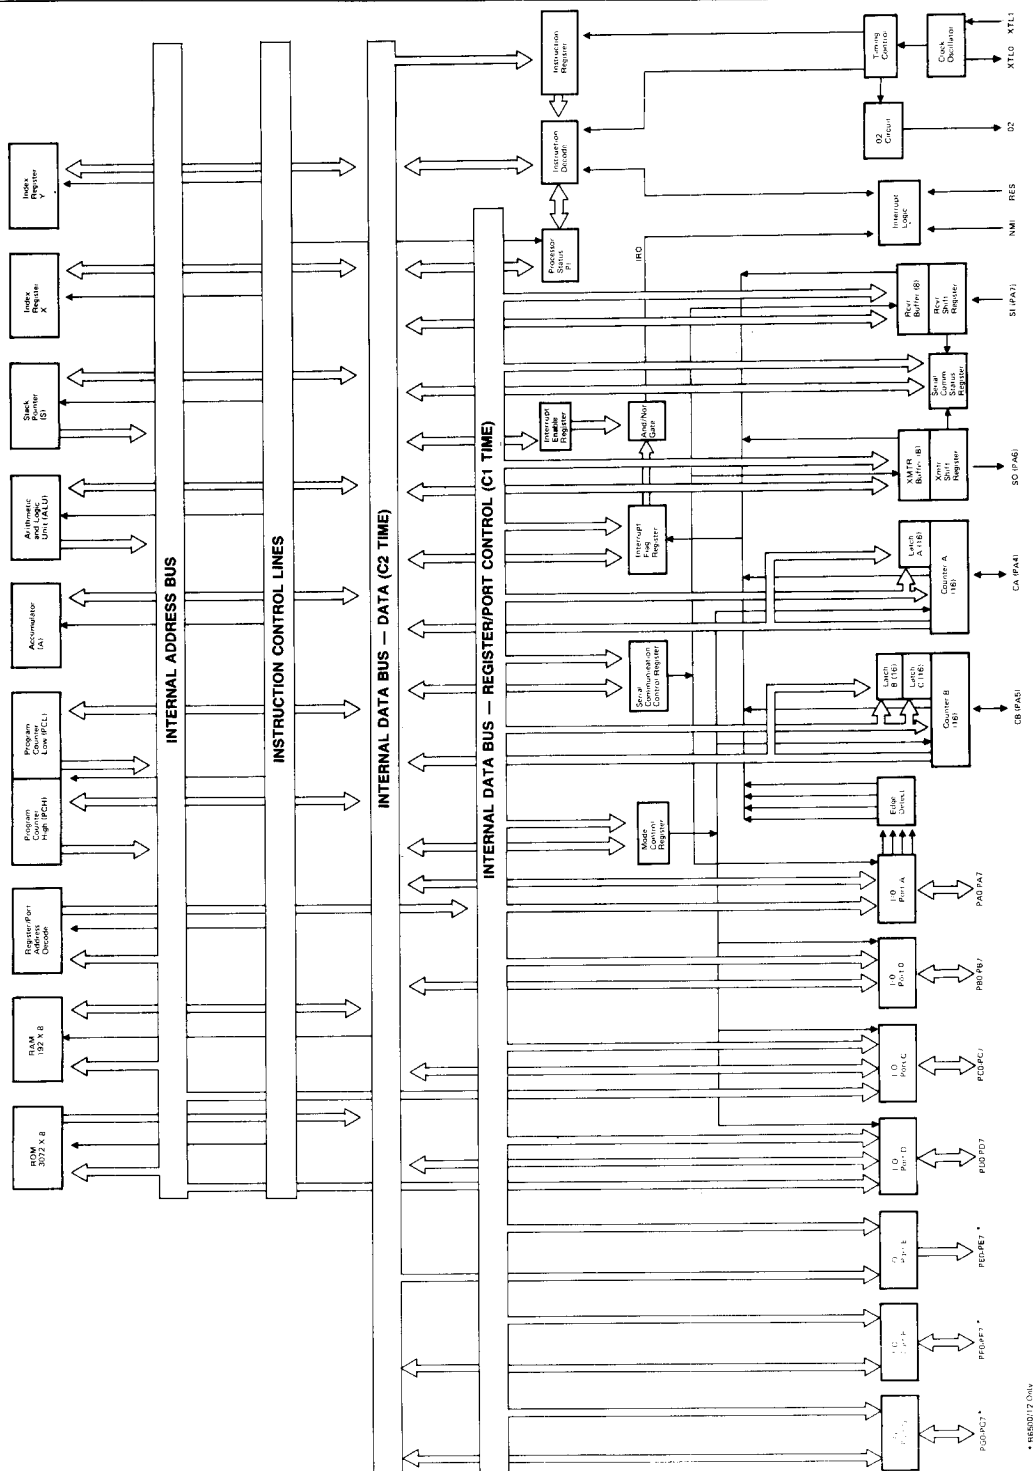 Index
Register
Y
Index
Register
X
Stack
Pointer
(S)
Arithmetic
and Logic
Unit (ALU)
Accumulator
(A)
Program
Counter
Low (PCL)
Program
Counter
High (PCH)
Register/Port
Address
Decode
RAM
192 X 8
ROM
3072 X 8
INTERNAL ADDRESS BUS
INSTRUCTION CONTROL LINES
INTERNAL DATA BUS — DATA (C2 TIME)
INTERNAL DATA BUS — REGISTER/PORT CONTROL (C1 TIME)
Instruction
Register
Instruction
Decode
Processor
Status
Interrupt
Enable
Register
And/Nor
Gate
Interrupt
Flag
Register
Serial
Communication
Control Register
Mode
Control
Register
Timing
Control
Clock
Oscillator
02
Circuit
Interrupt
Logic
Rcvr
Buffer (8)
Rcvr
Shift
Register
Serial
Comm
Status
Register
XMTR
Buffer (8)
Xmtr
Shift
Register
Latch
A (16)
Counter A
(16)
Latch
B (16)
Latch
C (16)
Counter B
(16)
Edge
Detect
Port A
Port C
Port D
XTL1
XTL0
02
RES
NMI
SI (PA7)
SO (PA6)
CA (PA4)
CB (PA5)
PA0-PA7
PB0-PB7
PC0-PC7
PD0-PD7
PE0-PE7 *
PF0-PF7 *
PG0-PG7 *
* R6500/12 Only